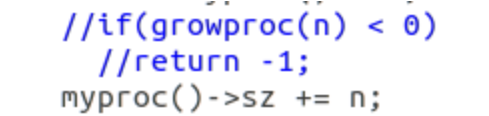 //if(growproc(n) < 0)
//return -1;
myproc()->sz += n;